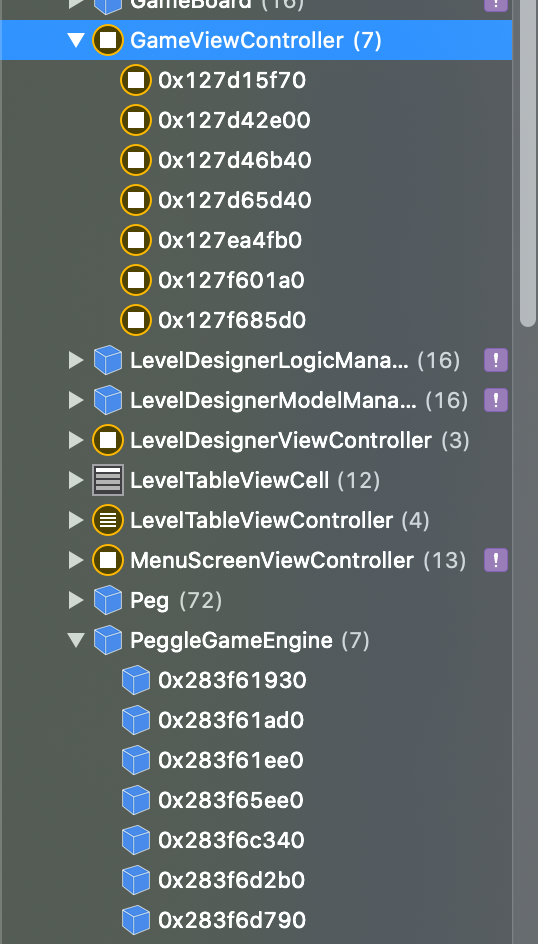 GameBoard (16)
!
GameViewController (7)
0x127d15f70
0x127d42e00
0x127d46b40
0x127d65d40
0x127ea4fb0
0x127f601a0
0x127f685d0
LevelDesignerLogicMana... (16) !
LevelDesignerModelMana... (16) !
LevelDesignerViewController (3)
LevelTableViewCell (12)
LevelTableViewController (4)
MenuScreenViewController (13) !
Peg (72)
PeggleGameEngine (7)
0x283f61930
0x283f61ad0
0x283f61ee0
0x283f65ee0
0x283f6c340
0x283f6d2b0
0x283f6d790